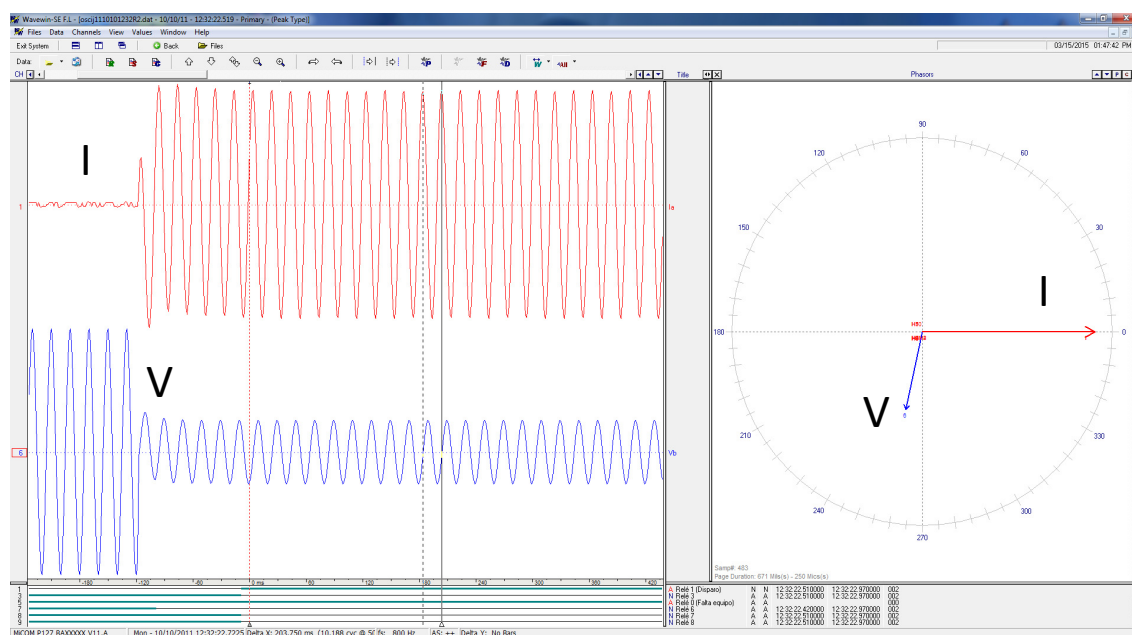 Wavewin-SE F.L - [oscij1110101232R2.dat - 10/10/11 - 12:32:22.519 - Primary - (Peak Type)]
Files Data Channels View Values Window Help
Exit System Back Files 03/15/2015 01:47:42 PM
Data: P F D W All
CH Title Phasors P C
I
1 Ia
V
6 Vb
-180 -120 -60 0 ms 60 120 180 240 300 360 420
90
120 60
150 30
I
180 0
V
6
210 330
240 300
270
Samp#: 483
Page Duration: 671 Mils(s) - 250 Mics(s)
1 A Relé 1 (Disparo) N N 12:32:22.510000 12:32:22.970000 002
3 N Relé 3 A A 12:32:22.510000 12:32:22.970000 002
5 A Relé 0 (Falta equipo) A A 000
7 N Relé 6 A A 12:32:22.420000 12:32:22.970000 002
8 N Relé 7 A A 12:32:22.510000 12:32:22.970000 002
9 N Relé 8 A A 12:32:22.510000 12:32:22.970000 002
MiCOM P127 BAXXXXX V11-A Mon - 10/10/2011 12:32:22.7225 Delta X: 203.750 ms (10.188 cyc @ 50) fs: 800 Hz AS: ++ Delta Y: No Bars